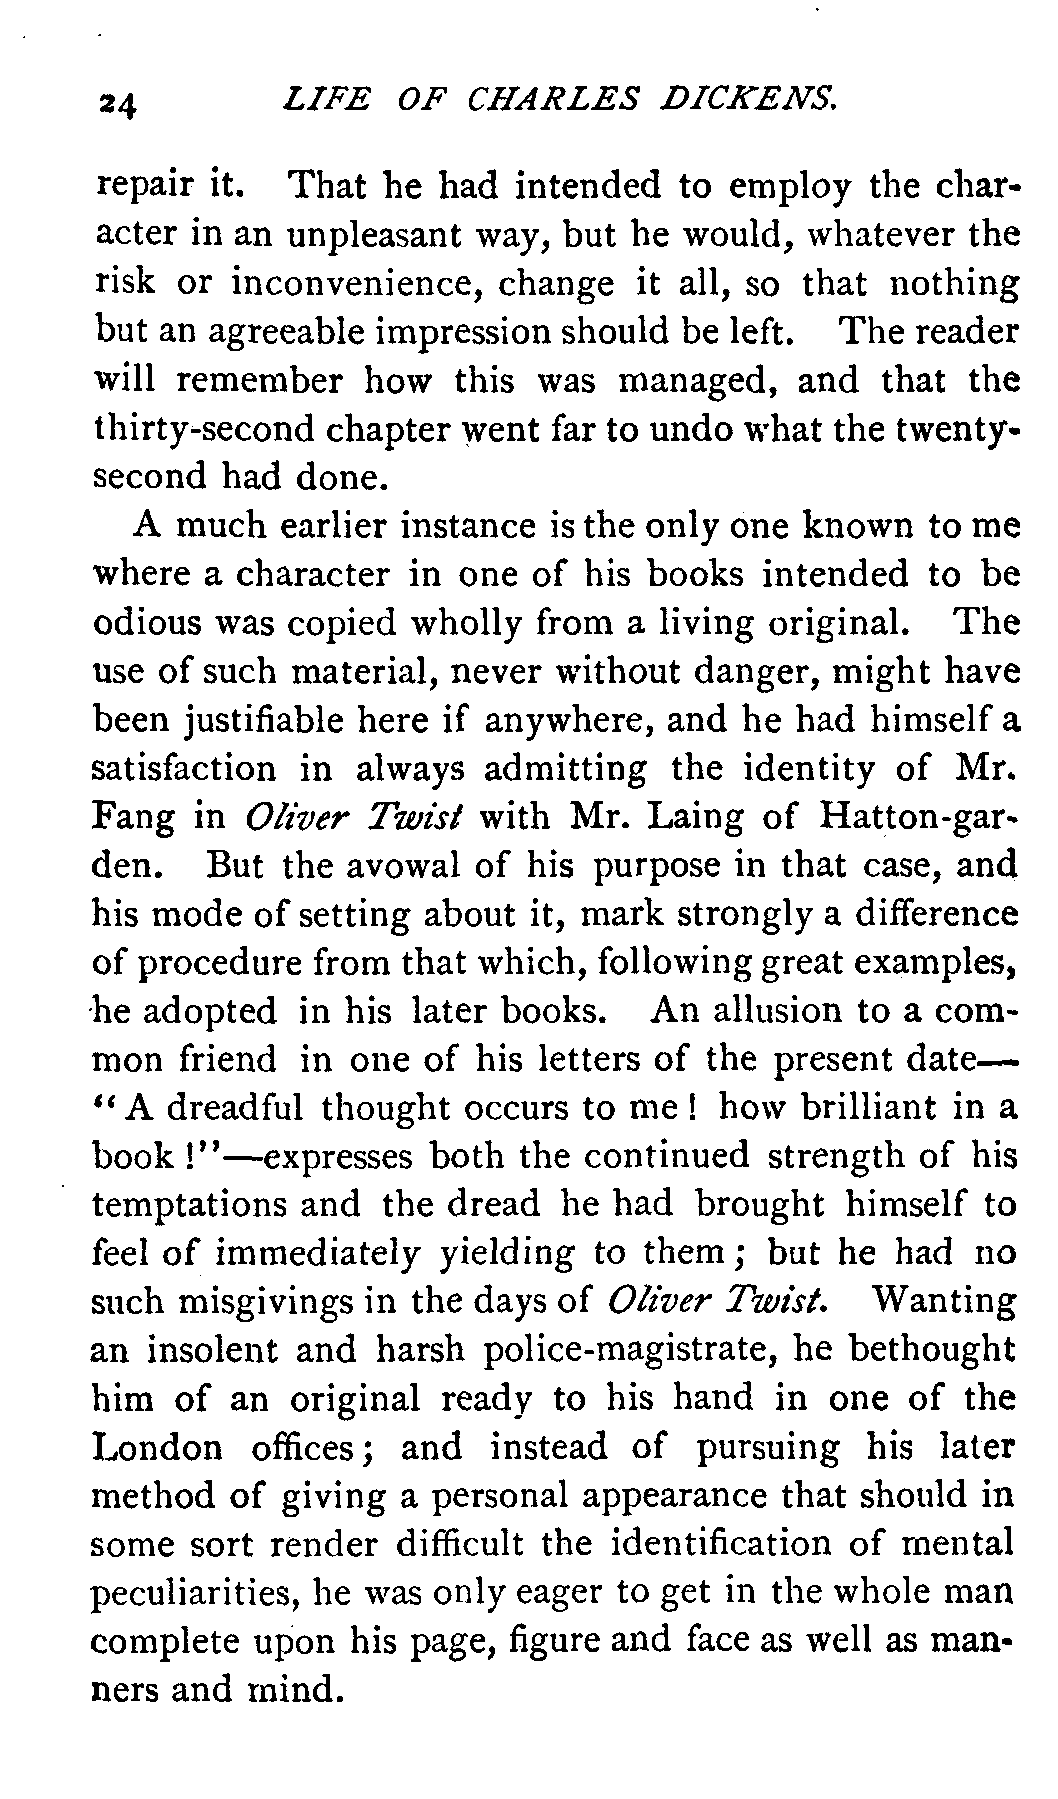 24 LIFE OF CHARLES DICKENS.
repair it. That he had intended to employ the char-
acter in an unpleasant way, but he would, whatever the
risk or inconvenience, change it all, so that nothing
but an agreeable impression should be left. The reader
will remember how this was managed, and that the
thirty-second chapter went far to undo what the twenty-
second had done.
A much earlier instance is the only one known to me
where a character in one of his books intended to be
odious was copied wholly from a living original. The
use of such material, never without danger, might have
been justifiable here if anywhere, and he had himself a
satisfaction in always admitting the identity of Mr.
Fang in Oliver Twist with Mr. Laing of Hatton-gar-
den. But the avowal of his purpose in that case, and
his mode of setting about it, mark strongly a difference
of procedure from that which, following great examples,
he adopted in his later books. An allusion to a com-
mon friend in one of his letters of the present date—
“A dreadful thought occurs to me! how brilliant in a
book!”—expresses both the continued strength of his
temptations and the dread he had brought himself to
feel of immediately yielding to them; but he had no
such misgivings in the days of Oliver Twist. Wanting
an insolent and harsh police-magistrate, he bethought
him of an original ready to his hand in one of the
London offices; and instead of pursuing his later
method of giving a personal appearance that should in
some sort render difficult the identification of mental
peculiarities, he was only eager to get in the whole man
complete upon his page, figure and face as well as man-
ners and mind.